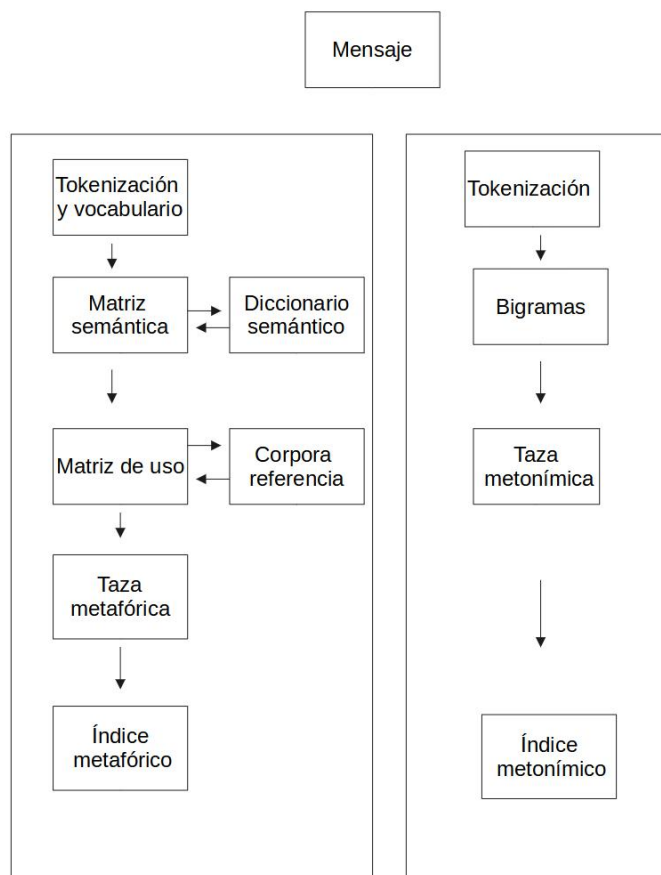 Mensaje
Tokenización
y vocabulario
Matriz
semántica
Diccionario
semántico
Matriz de uso
Corpora
referencia
Taza
metafórica
Índice
metafórico
Tokenización
Bigramas
Taza
metonímica
Índice
metonímico